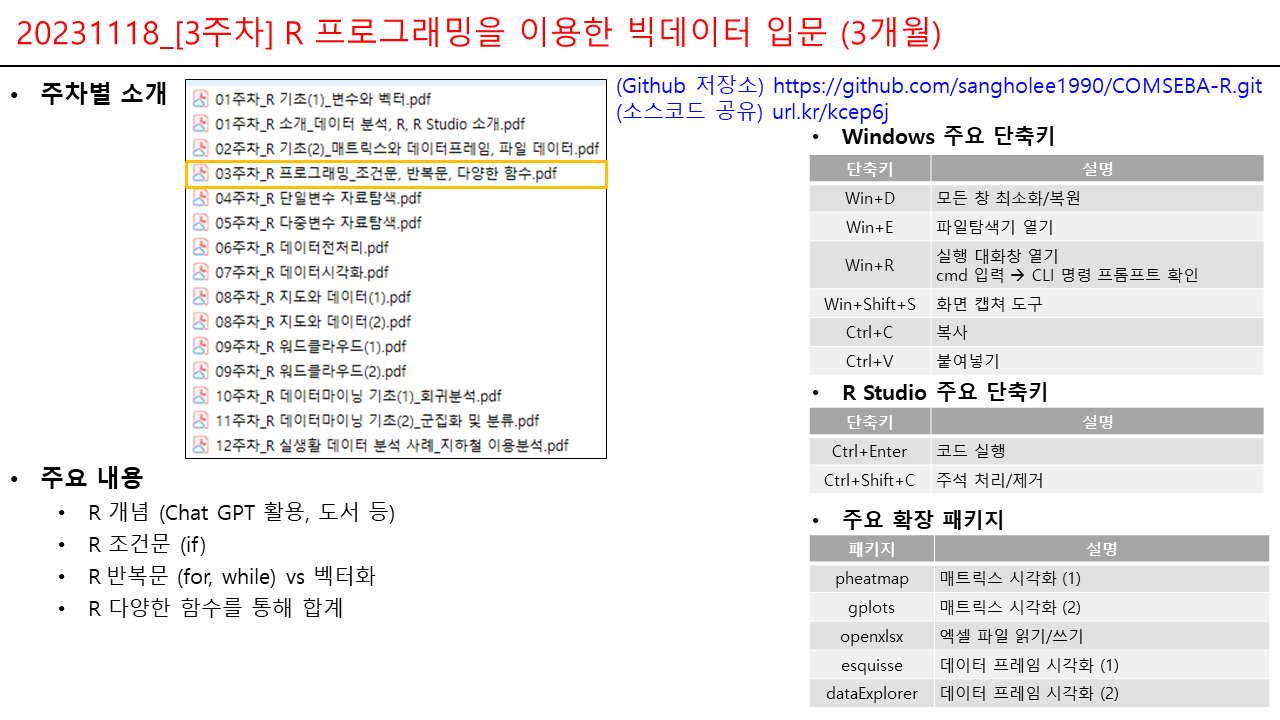 20231118_[3주차] R 프로그래밍을 이용한 빅데이터 입문 (3개월)
• 주차별 소개
01주차_R 기초(1)_변수와 벡터.pdf
01주차_R 소개_데이터 분석, R, R Studio 소개.pdf
02주차_R 기초(2)_매트릭스와 데이터프레임, 파일 데이터.pdf
03주차_R 프로그래밍_조건문, 반복문, 다양한 함수.pdf
04주차_R 단일변수 자료탐색.pdf
05주차_R 다중변수 자료탐색.pdf
06주차_R 데이터전처리.pdf
07주차_R 데이터시각화.pdf
08주차_R 지도와 데이터(1).pdf
08주차_R 지도와 데이터(2).pdf
09주차_R 워드클라우드(1).pdf
09주차_R 워드클라우드(2).pdf
10주차_R 데이터마이닝 기초(1)_회귀분석.pdf
11주차_R 데이터마이닝 기초(2)_군집화 및 분류.pdf
12주차_R 실생활 데이터 분석 사례_지하철 이용분석.pdf
• 주요 내용
• R 개념 (Chat GPT 활용, 도서 등)
• R 조건문 (if)
• R 반복문 (for, while) vs 벡터화
• R 다양한 함수를 통해 합계
(Github 저장소) https://github.com/sangholee1990/COMSEBA-R.git
(소스코드 공유) url.kr/kcep6j
• Windows 주요 단축키
단축키 설명
Win+D 모든 창 최소화/복원
Win+E 파일탐색기 열기
Win+R 실행 대화창 열기
cmd 입력 → CLI 명령 프롬프트 확인
Win+Shift+S 화면 캡쳐 도구
Ctrl+C 복사
Ctrl+V 붙여넣기
• R Studio 주요 단축키
단축키 설명
Ctrl+Enter 코드 실행
Ctrl+Shift+C 주석 처리/제거
• 주요 확장 패키지
패키지 설명
pheatmap 매트릭스 시각화 (1)
gplots 매트릭스 시각화 (2)
openxlsx 엑셀 파일 읽기/쓰기
esquisse 데이터 프레임 시각화 (1)
dataExplorer 데이터 프레임 시각화 (2)